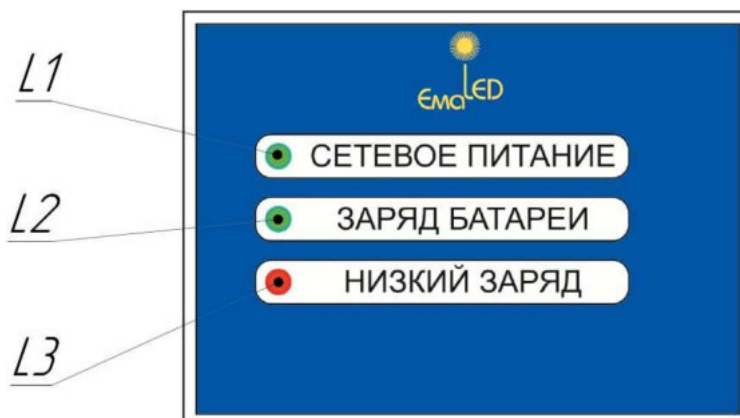 EmaLED
L1
СЕТЕВОЕ ПИТАНИЕ
L2
ЗАРЯД БАТАРЕИ
НИЗКИЙ ЗАРЯД
L3